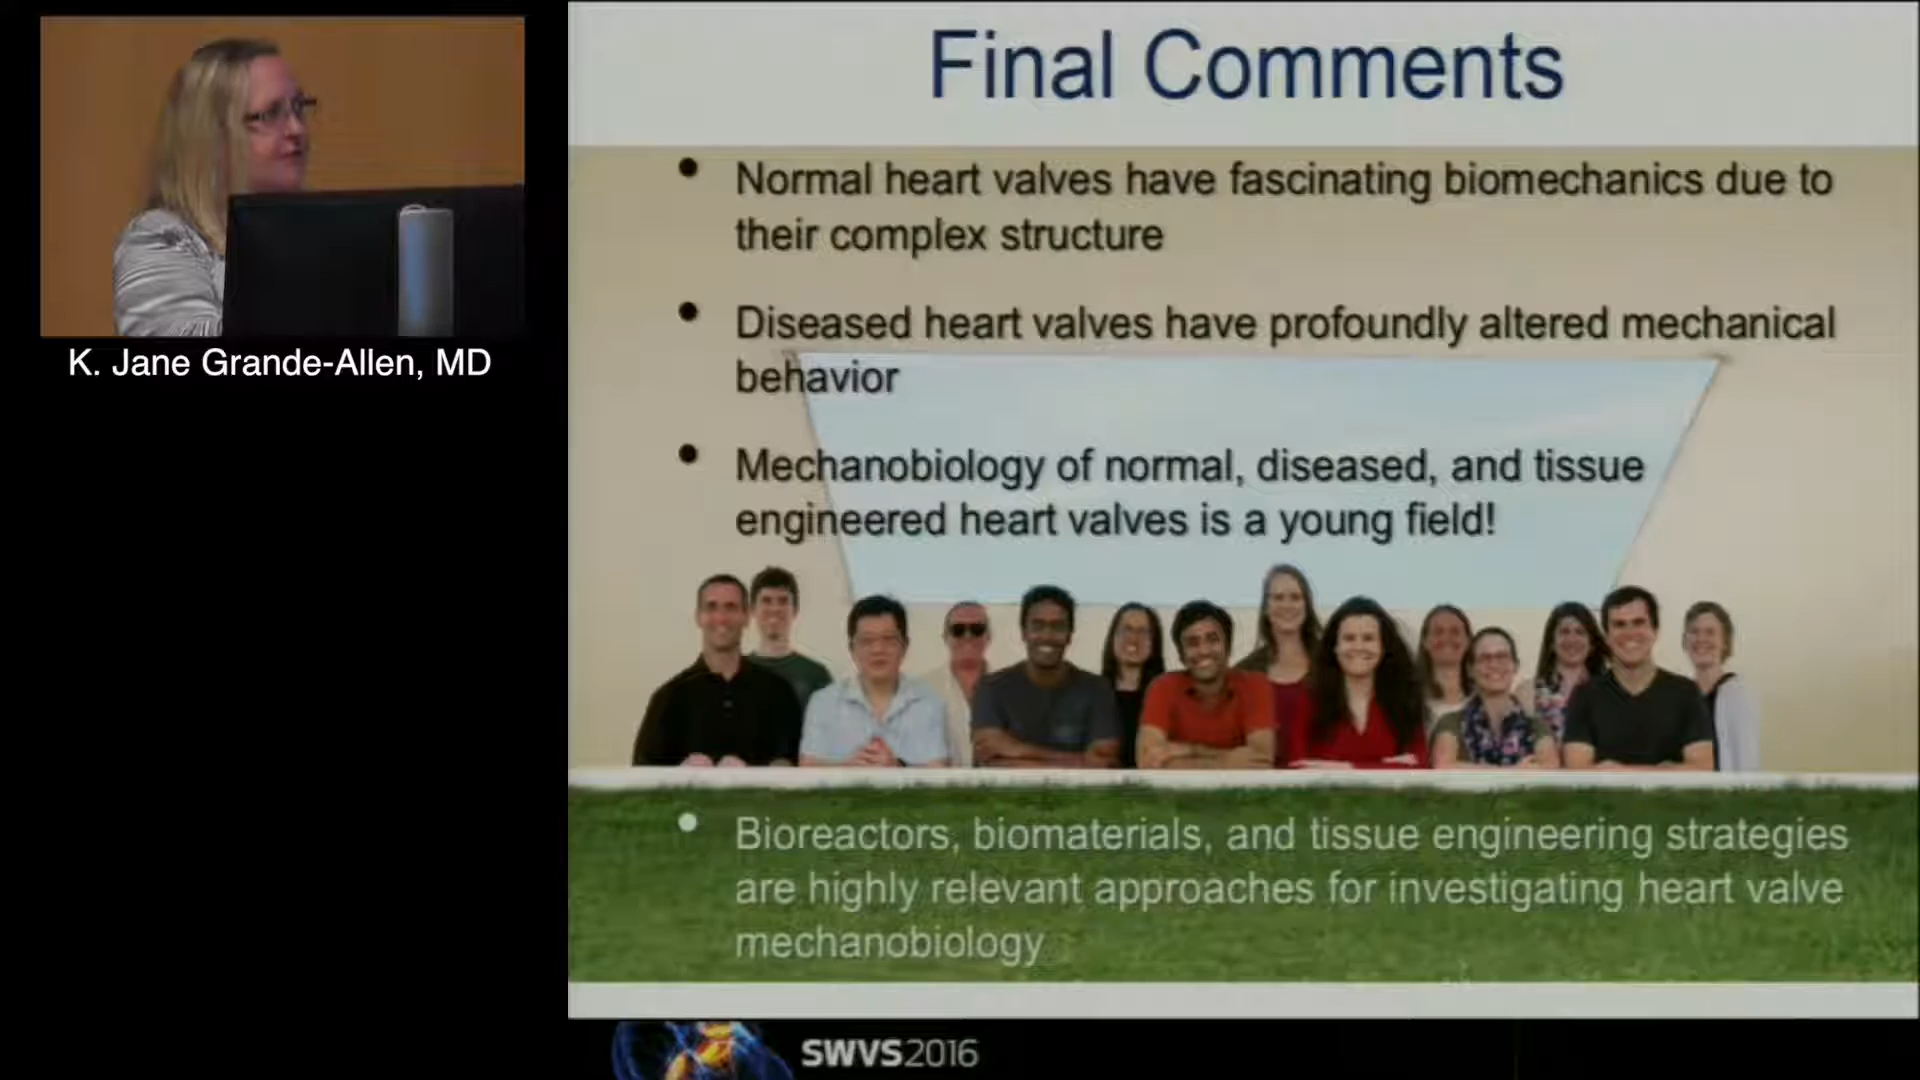 K. Jane Grande-Allen, MD
Final Comments
• Normal heart valves have fascinating biomechanics due to
their complex structure
• Diseased heart valves have profoundly altered mechanical
behavior
• Mechanobiology of normal, diseased, and tissue
engineered heart valves is a young field!
• Bioreactors, biomaterials, and tissue engineering strategies
are highly relevant approaches for investigating heart valve
mechanobiology
SWVS2016